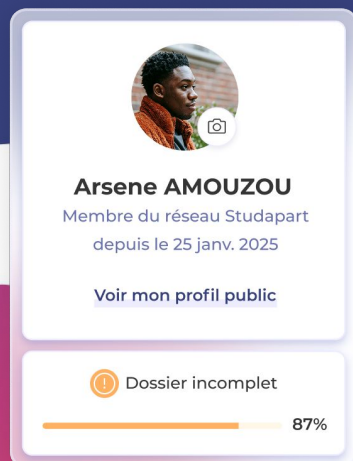 Arsene AMOUZOU
Membre du réseau Studapart
depuis le 25 janv. 2025
Voir mon profil public
Dossier incomplet
87%